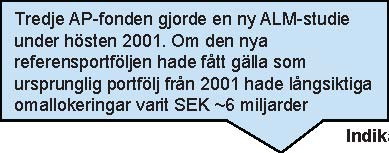 Tredje AP-fonden gjorde en ny ALM-studie
under hösten 2001. Om den nya
referensportföljen hade fått gälla som
ursprunglig portfölj från 2001 hade långsiktiga
omallokeringar varit SEK ~6 miljarder